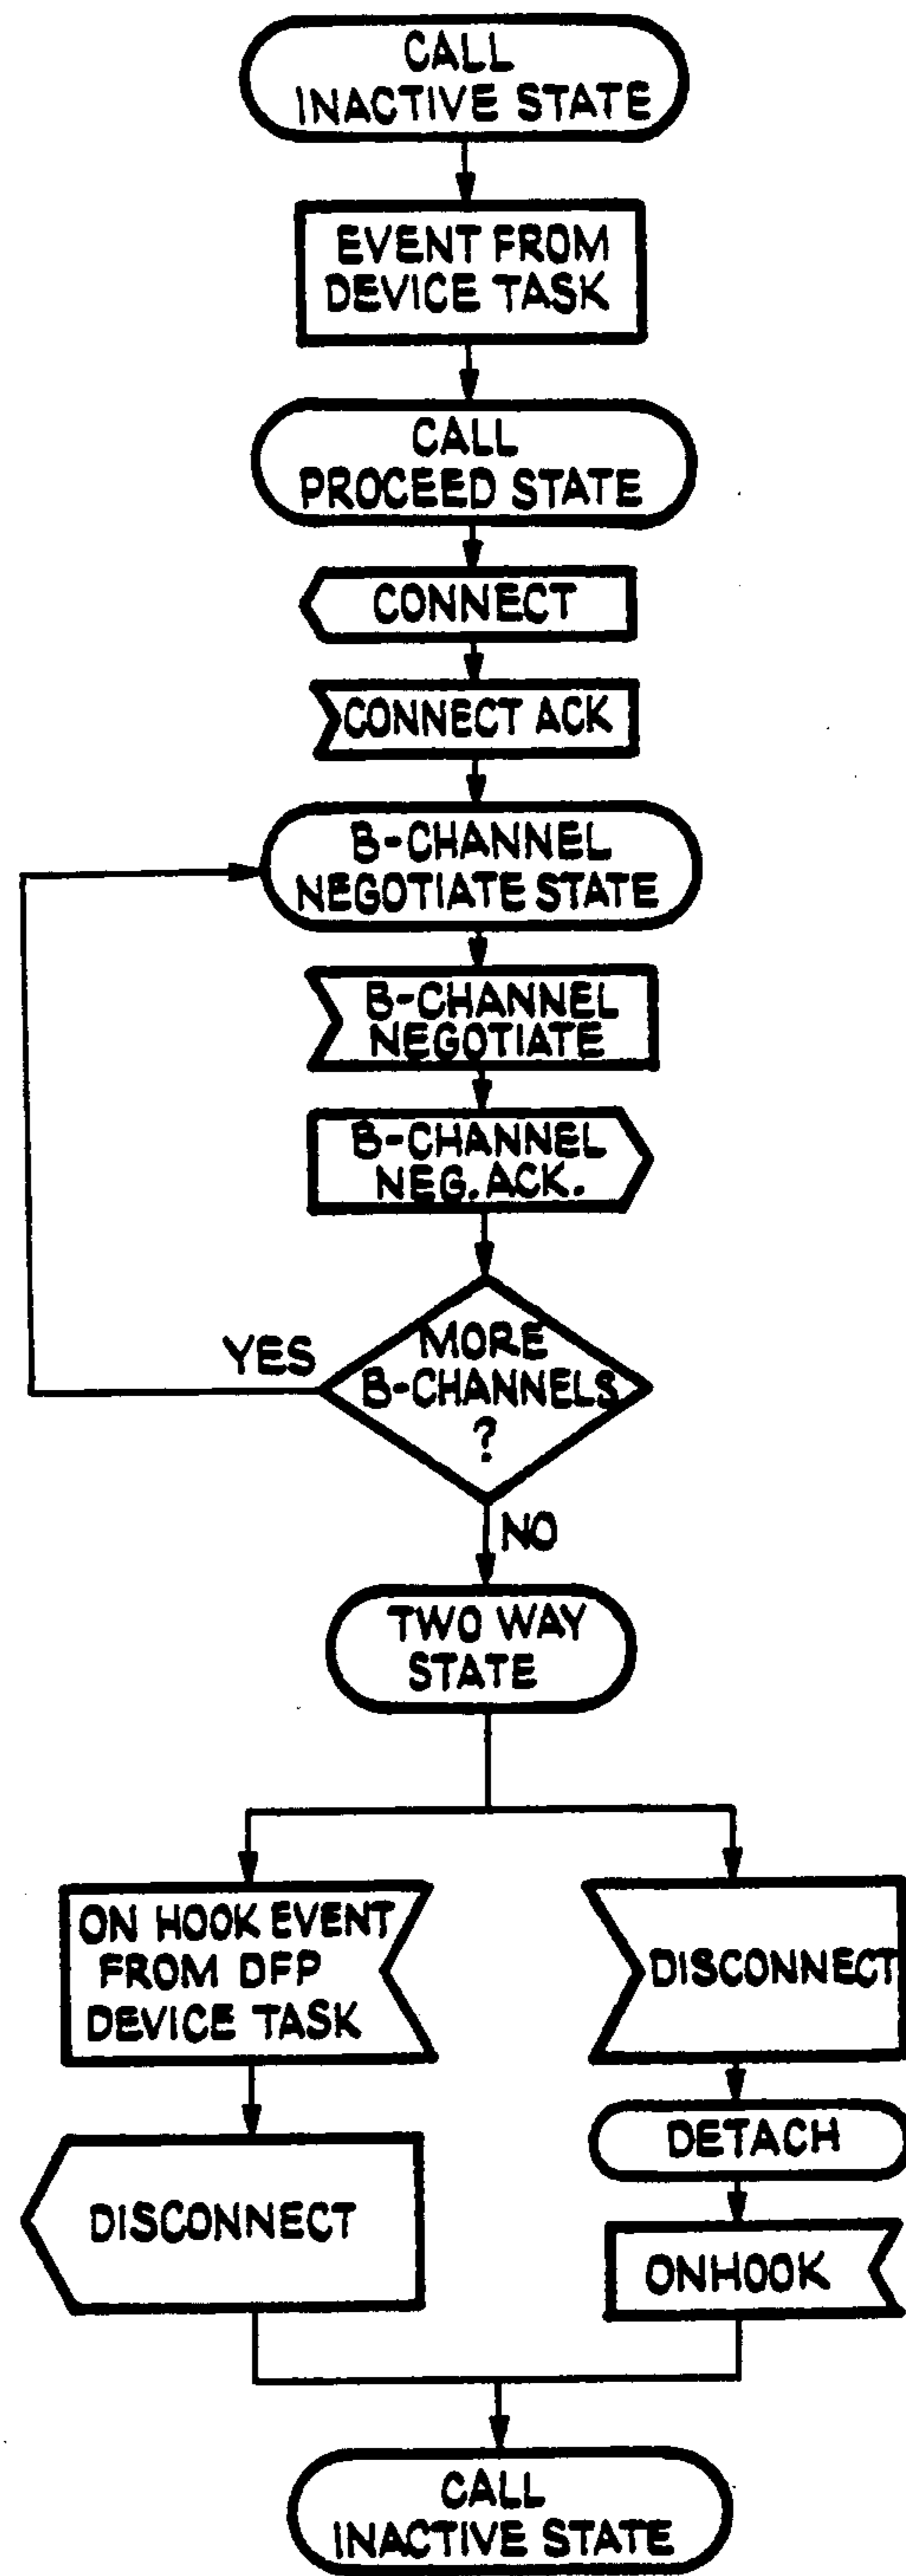 CALL
INACTIVE STATE
EVENT FROM
DEVICE TASK
CALL
PROCEED STATE
CONNECT
CONNECT ACK
B-CHANNEL
NEGOTIATE STATE
B-CHANNEL
NEGOTIATE
B-CHANNEL
NEG. ACK.
MORE
B-CHANNELS
?
YES
NO
TWO WAY
STATE
ON HOOK EVENT
FROM DFP
DEVICE TASK
DISCONNECT
DISCONNECT
DETACH
ONHOOK
CALL
INACTIVE STATE